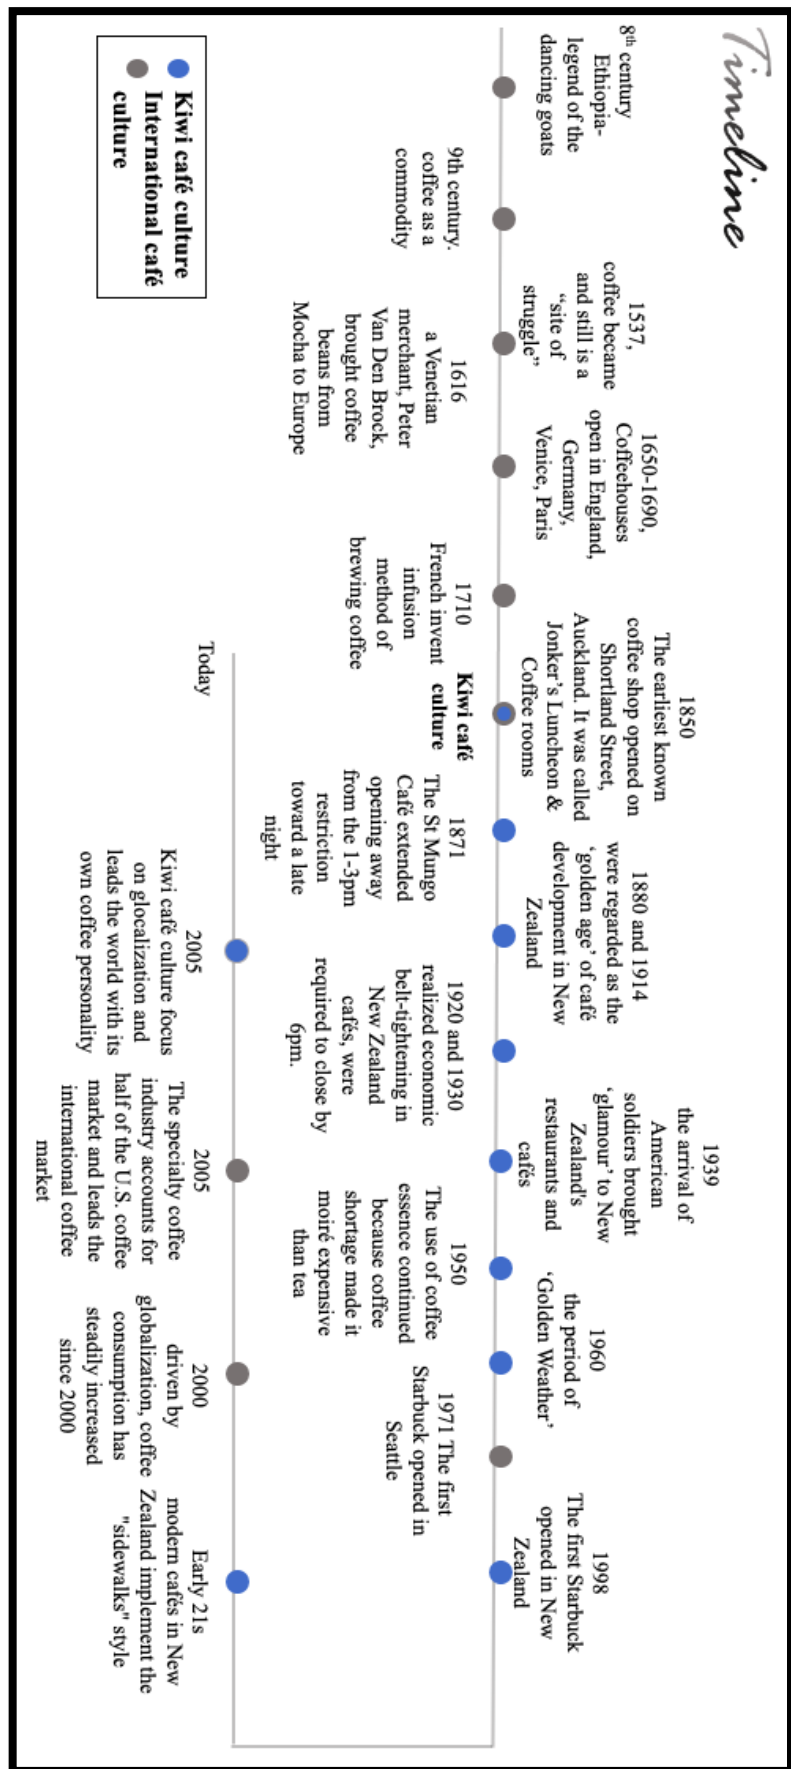 Timeline
8th century
Ethiopia-
legend of the
dancing goats
9th century.
coffee as a
commodity
1537,
coffee became
and still is a
“site of
struggle”
1616
a Venetian
merchant, Peter
Van Den Brock,
brought coffee
beans from
Mocha to Europe
1650-1690,
Coffeehouses
open in England,
Germany,
Venice, Paris
1710
French invent
infusion
method of
brewing coffee
1850
The earliest known
coffee shop opened on
Shortland Street,
Auckland. It was called
Jonker’s Luncheon &
Coffee rooms
Kiwi café
culture
1871
The St Mungo
Café extended
opening away
from the 1-3pm
restriction
toward a late
night
1880 and 1914
were regarded as the
‘golden age’ of café
development in New
Zealand
1920 and 1930
realized economic
belt-tightening in
New Zealand
cafés, were
required to close by
6pm.
1939
the arrival of
American
soldiers brought
‘glamour’ to New
Zealand's
restaurants and
cafés
1950
The use of coffee
essence continued
because coffee
shortage made it
moiré expensive
than tea
1960
the period of
‘Golden Weather’
1971 The first
Starbuck opened in
Seattle
1998
The first Starbuck
opened in New
Zealand
Early 21s
modern cafés in New
Zealand implement the
"sidewalks" style
2000
driven by
globalization, coffee
consumption has
steadily increased
since 2000
2005
The specialty coffee
industry accounts for
half of the U.S. coffee
market and leads the
international coffee
market
2005
Kiwi café culture focus
on glocalization and
leads the world with its
own coffee personality
Today
Kiwi café culture
International café
culture